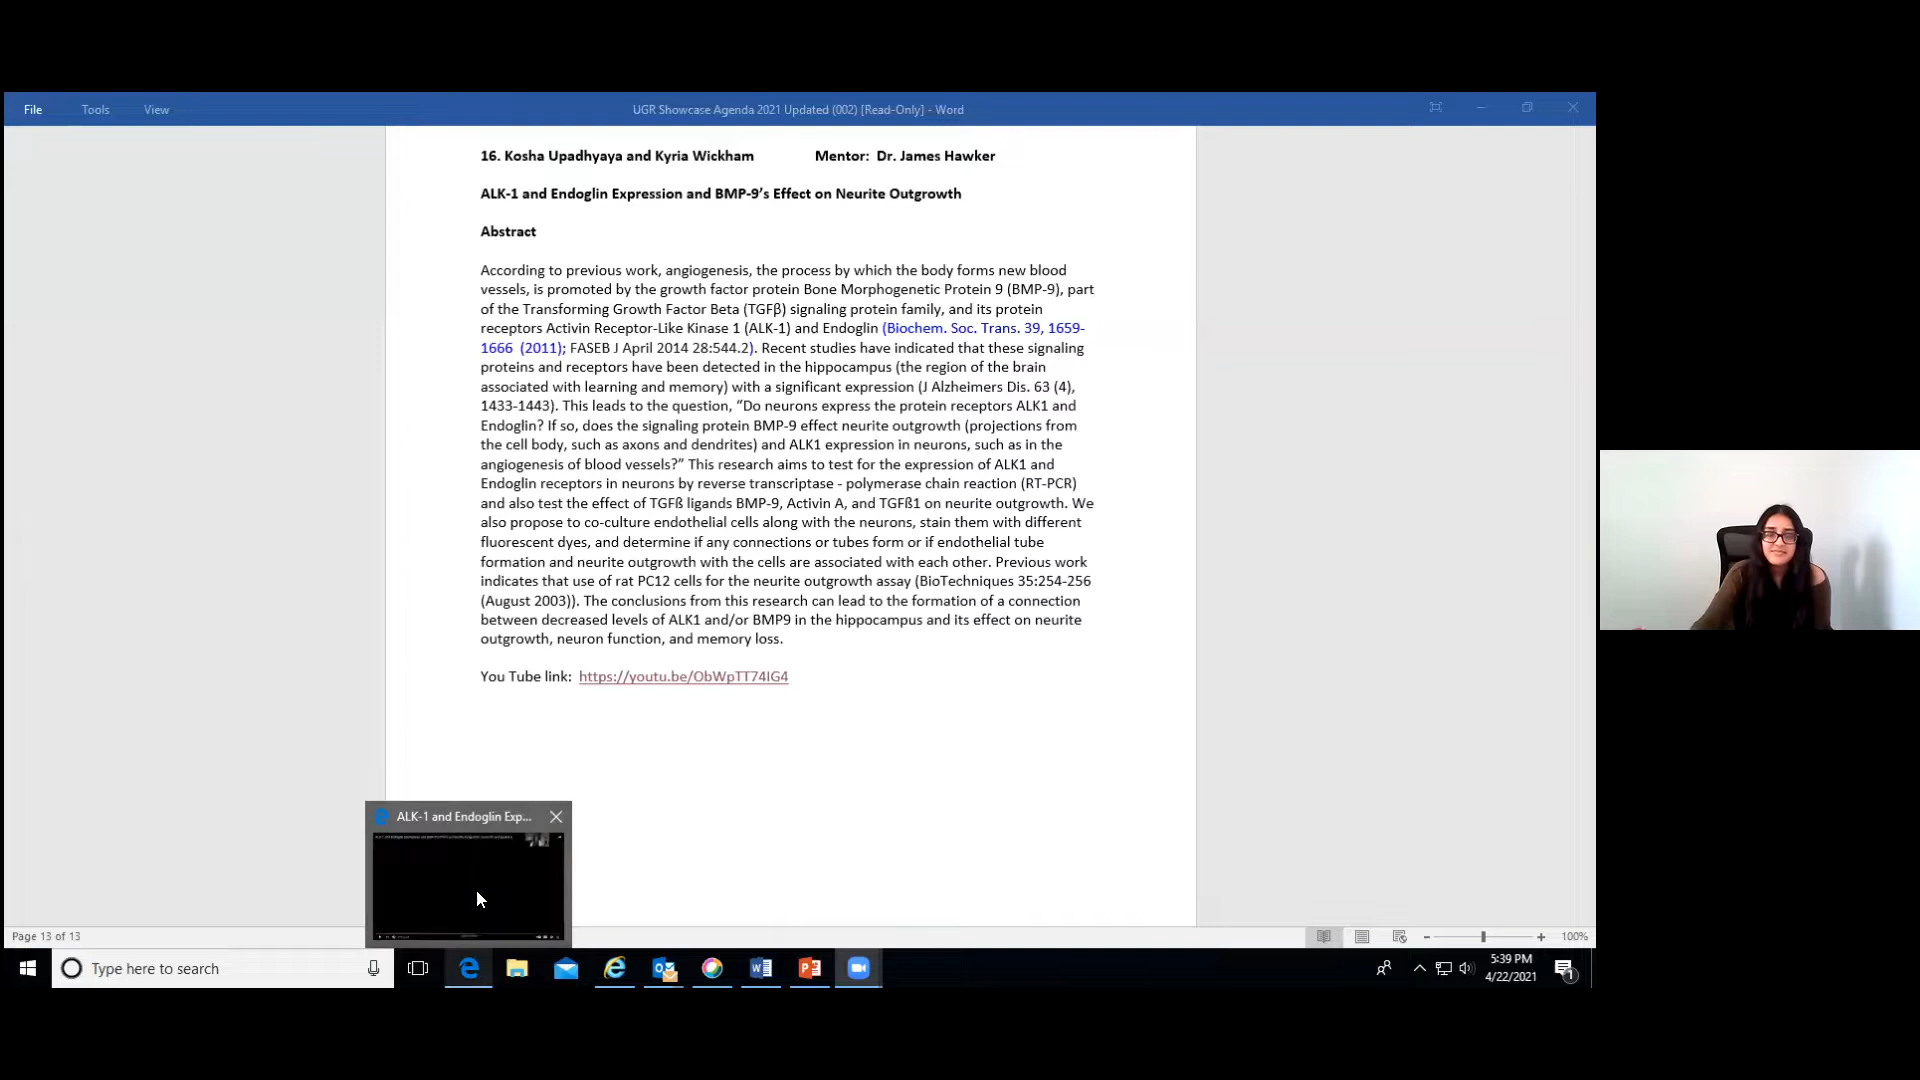 File Tools View UGR Showcase Agenda 2021 Updated (002) [Read-Only] - Word
16. Kosha Upadhyaya and Kyria Wickham Mentor: Dr. James Hawker
ALK-1 and Endoglin Expression and BMP-9's Effect on Neurite Outgrowth
Abstract
According to previous work, angiogenesis, the process by which the body forms new blood
vessels, is promoted by the growth factor protein Bone Morphogenetic Protein 9 (BMP-9), part
of the Transforming Growth Factor Beta (TGFβ) signaling protein family, and its protein
receptors Activin Receptor-Like Kinase 1 (ALK-1) and Endoglin (Biochem. Soc. Trans. 39, 1659-
1666 (2011); FASEB J April 2014 28:544.2). Recent studies have indicated that these signaling
proteins and receptors have been detected in the hippocampus (the region of the brain
associated with learning and memory) with a significant expression (J Alzheimers Dis. 63 (4),
1433-1443). This leads to the question, “Do neurons express the protein receptors ALK1 and
Endoglin? If so, does the signaling protein BMP-9 effect neurite outgrowth (projections from
the cell body, such as axons and dendrites) and ALK1 expression in neurons, such as in the
angiogenesis of blood vessels?” This research aims to test for the expression of ALK1 and
Endoglin receptors in neurons by reverse transcriptase - polymerase chain reaction (RT-PCR)
and also test the effect of TGFß ligands BMP-9, Activin A, and TGFß1 on neurite outgrowth. We
also propose to co-culture endothelial cells along with the neurons, stain them with different
fluorescent dyes, and determine if any connections or tubes form or if endothelial tube
formation and neurite outgrowth with the cells are associated with each other. Previous work
indicates that use of rat PC12 cells for the neurite outgrowth assay (BioTechniques 35:254-256
(August 2003)). The conclusions from this research can lead to the formation of a connection
between decreased levels of ALK1 and/or BMP9 in the hippocampus and its effect on neurite
outgrowth, neuron function, and memory loss.
You Tube link: https://youtu.be/ObWpTT74IG4
ALK-1 and Endoglin Exp...
Page 13 of 13 100%
Type here to search
5:39 PM
4/22/2021
1